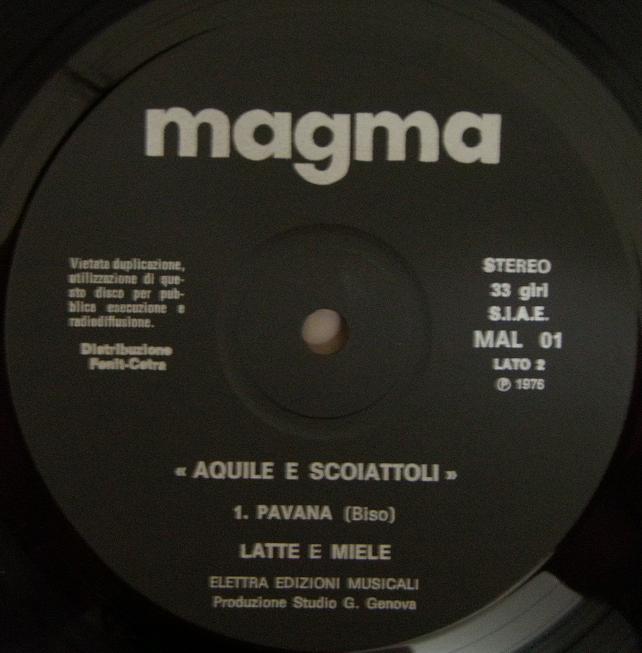 magma
Vietata duplicazione,
utilizzazione di que-
sto disco per pub-
blica esecuzione e
radiodiffusione.
Distribuzione
Fonit-Cetra
STEREO
33 giri
S.I.A.E.
MAL 01
LATO 2
℗ 1976
« AQUILE E SCOIATTOLI »
1. PAVANA (Biso)
LATTE E MIELE
ELETTRA EDIZIONI MUSICALI
Produzione Studio G. Genova